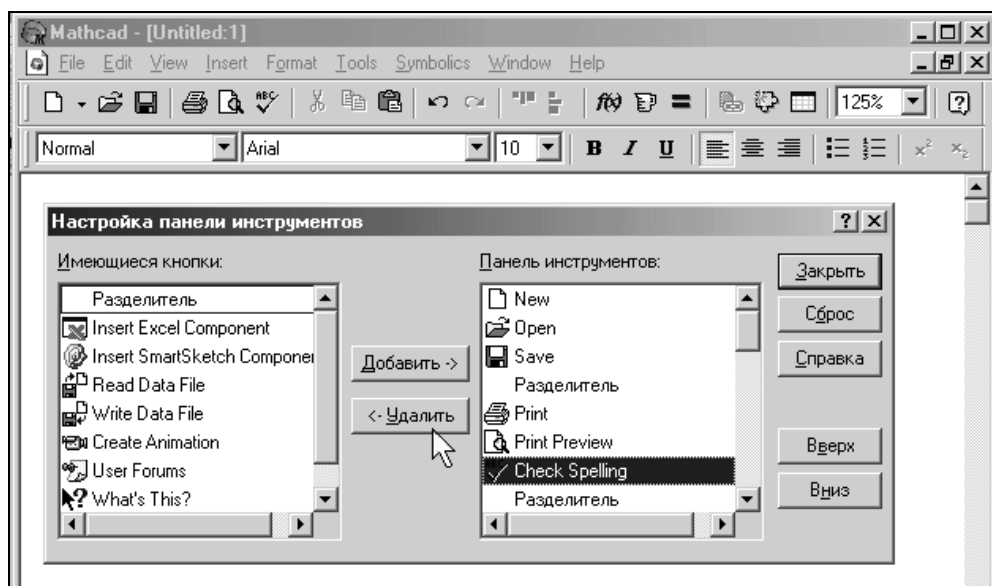 Mathcad - [Untitled:1]
File Edit View Insert Format Tools Symbolics Window Help
ABC f(x) 125%
Normal Arial 10 B I U x² x₂
Настройка панели инструментов
Имеющиеся кнопки:
Разделитель
Insert Excel Component
Insert SmartSketch Componer
Read Data File
Write Data File
Create Animation
User Forums
What's This?
Добавить ->
<- Удалить
Панель инструментов:
New
Open
Save
Разделитель
Print
Print Preview
Check Spelling
Разделитель
Закрыть
Сброс
Справка
Вверх
Вниз